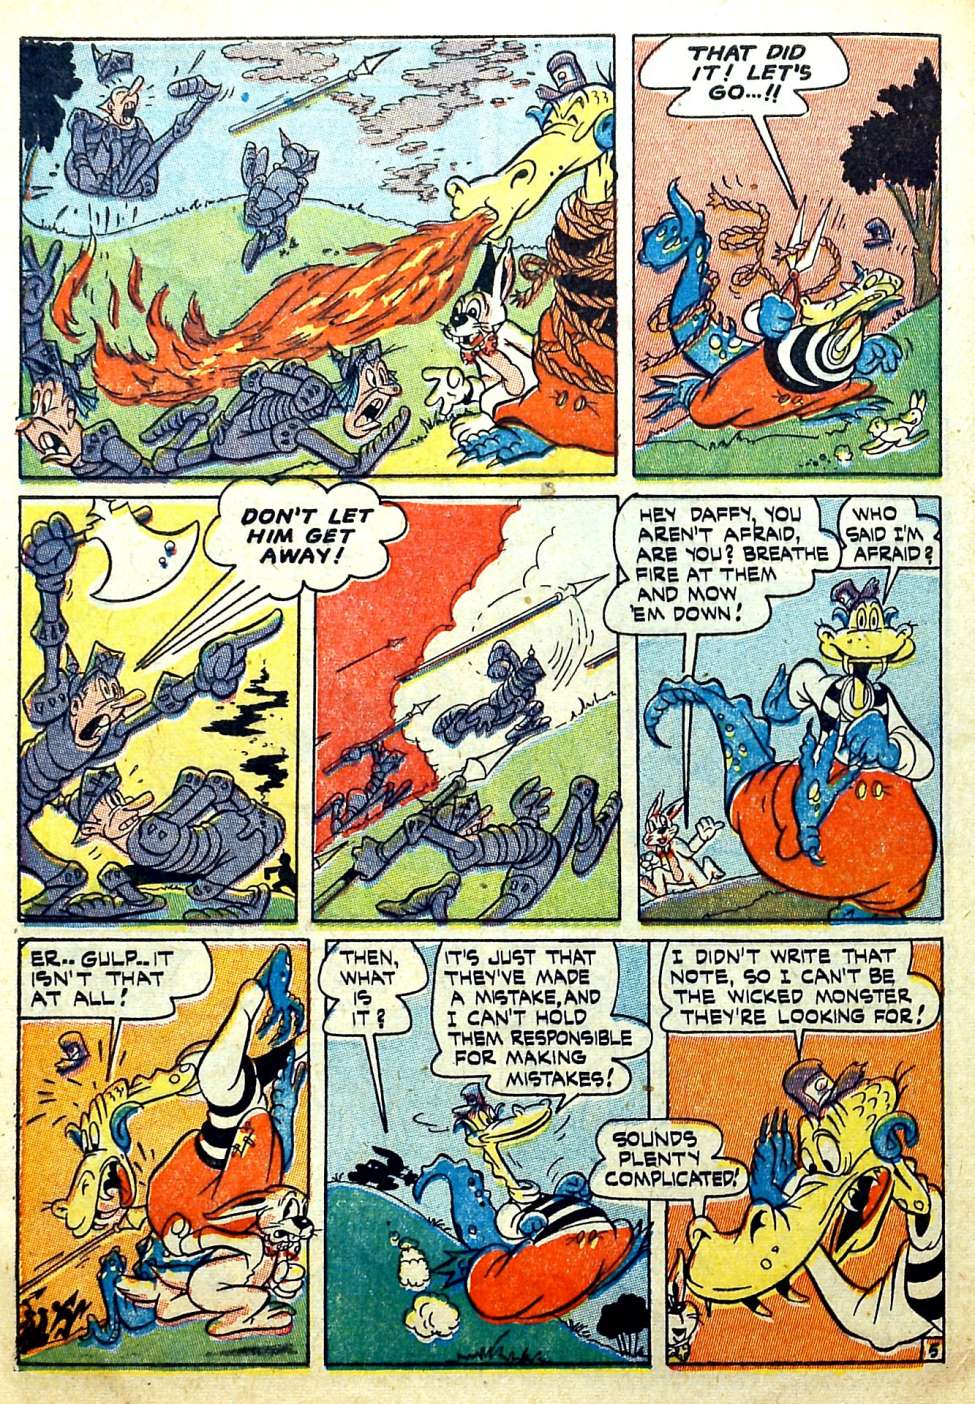 THAT DID
IT! LET'S
GO...!!
DON'T LET
HIM GET
AWAY!
HEY DAFFY, YOU
AREN'T AFRAID,
ARE YOU? BREATHE
FIRE AT THEM
AND MOW
'EM DOWN!
WHO
SAID I'M
AFRAID?
ER.. GULP.. IT
ISN'T THAT
AT ALL!
THEN,
WHAT
IS
IT?
IT'S JUST THAT
THEY'VE MADE
A MISTAKE, AND
I CAN'T HOLD
THEM RESPONSIBLE
FOR MAKING
MISTAKES!
I DIDN'T WRITE THAT
NOTE, SO I CAN'T BE
THE WICKED MONSTER
THEY'RE LOOKING FOR!
SOUNDS
PLENTY
COMPLICATED!
5